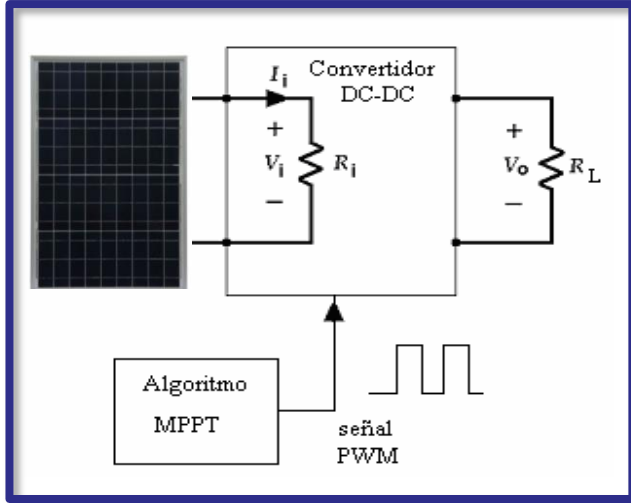 Convertidor
DC-DC
Ii
+
Vi
Ri
−
+
Vo
RL
−
Algoritmo
MPPT
señal
PWM